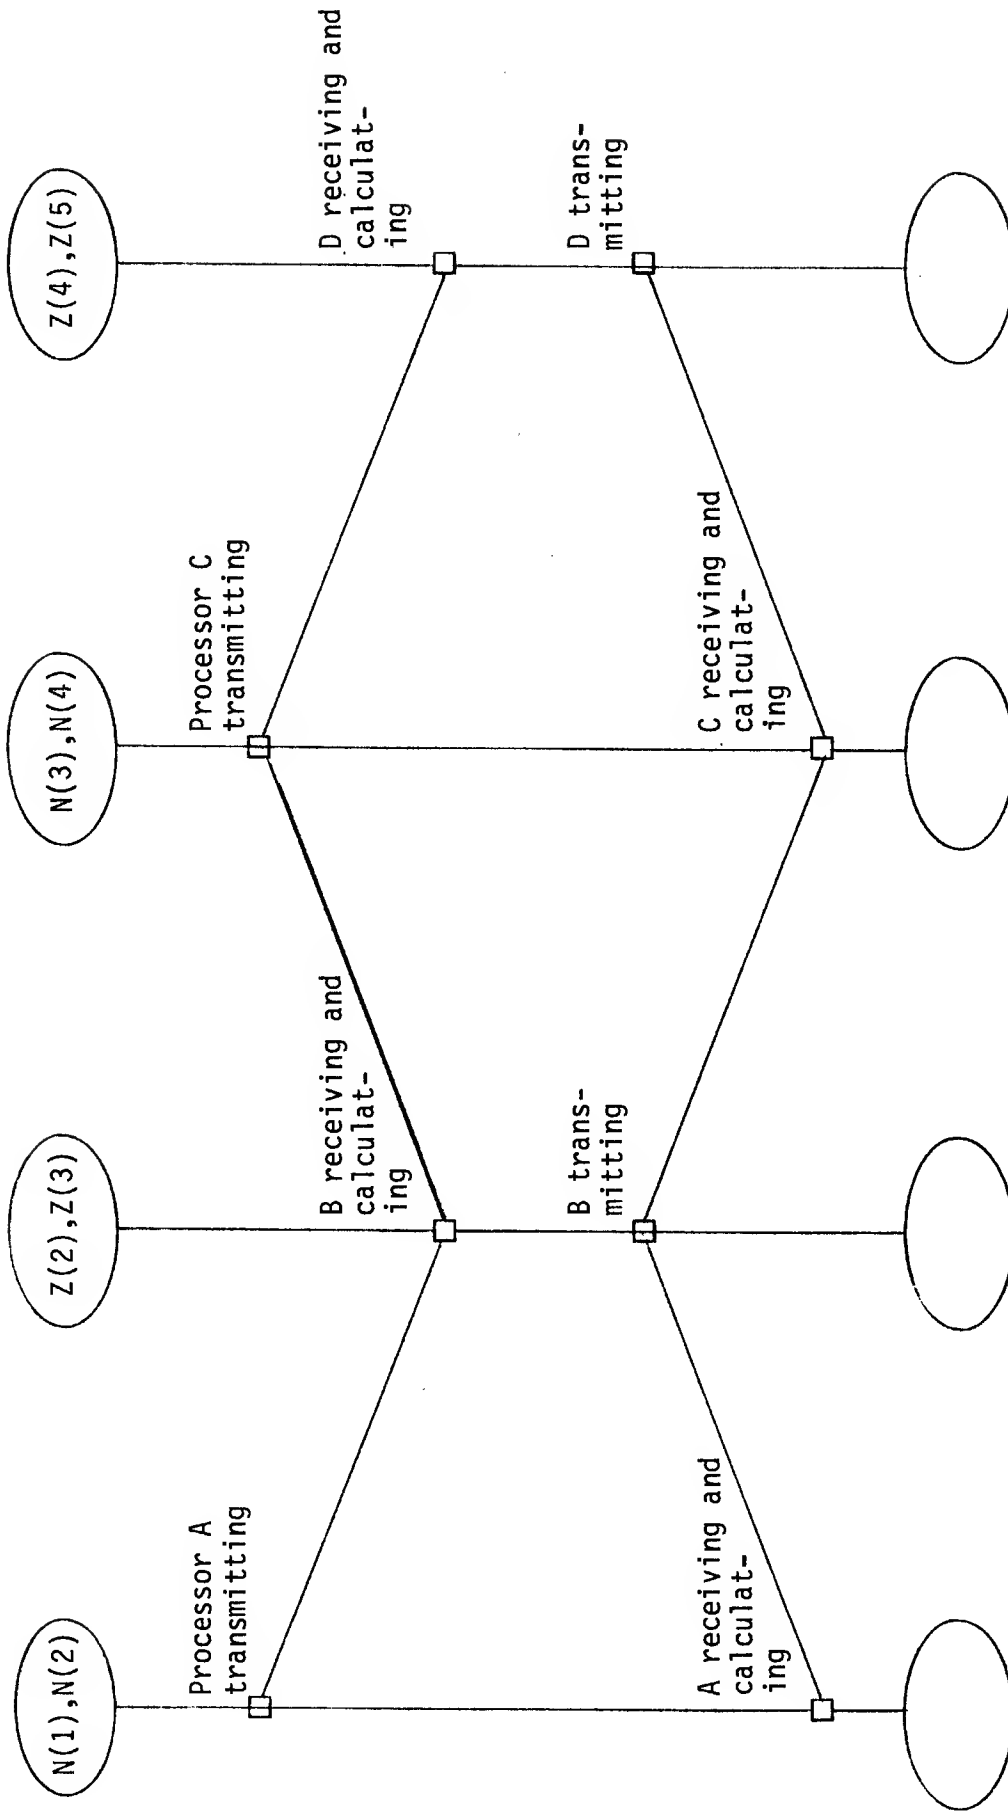 N(1),N(2)
Z(2),Z(3)
N(3),N(4)
Z(4),Z(5)
Processor A
transmitting
Processor C
transmitting
B receiving and
calculat-
ing
D receiving and
calculat-
ing
B trans-
mitting
D trans-
mitting
A receiving and
calculat-
ing
C receiving and
calculat-
ing